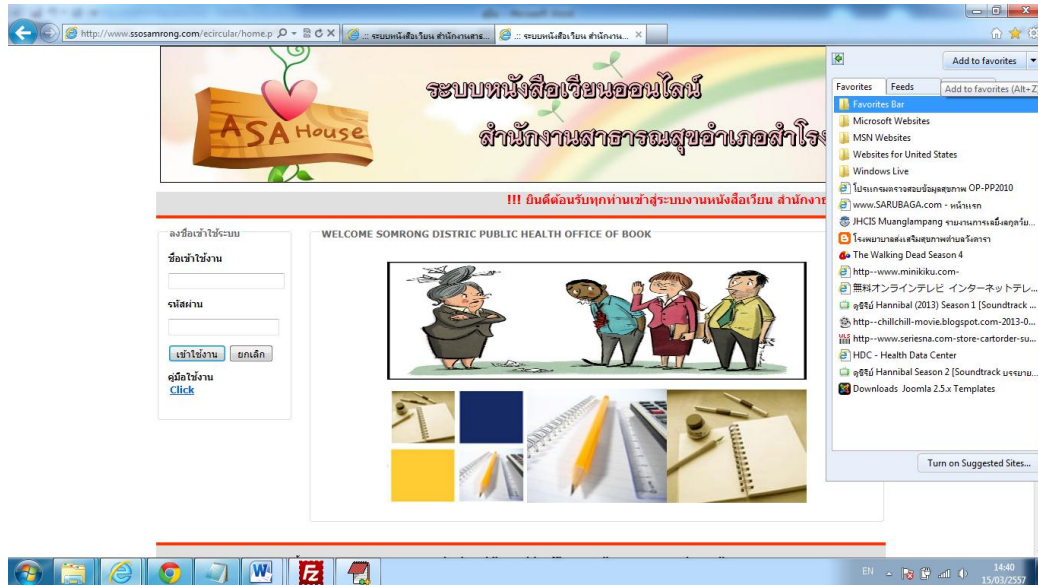 http://www.ssosamrong.com/ecircular/home.p
.:: ระบบหนังสือเวียน สำนักงานสาธ...
.:: ระบบหนังสือเวียน สำนักงาน...
ASA House
ระบบหนังสือเวียนออนไลน์
สำนักงานสาธารณสุขอำเภอสำโรง
!!! ยินดีต้อนรับทุกท่านเข้าสู่ระบบงานหนังสือเวียน สำนักงาน
ลงชื่อเข้าใช้ระบบ
ชื่อเข้าใช้งาน
รหัสผ่าน
เข้าใช้งาน
ยกเลิก
คู่มือใช้งาน
Click
WELCOME SOMRONG DISTRIC PUBLIC HEALTH OFFICE OF BOOK
Add to favorites
Favorites
Feeds
Add to favorites (Alt+Z)
Favorites Bar
Microsoft Websites
MSN Websites
Websites for United States
Windows Live
โปรแกรมตรวจสอบข้อมูลสุขภาพ OP-PP2010
www.SARUBAGA.com - หน้าแรก
JHCIS Muanglampang รายงานการเฉมึ่งลกุลวัย...
โรงพยาบาลส่งเสริมสุขภาพตำบลวังตารา
The Walking Dead Season 4
http--www.minikiku.com-
無料オンラインテレビ インターネットテレ...
ดูซีรี่ย์ Hannibal (2013) Season 1 [Soundtrack ...
http--chillchill-movie.blogspot.com-2013-0...
http--www.seriesna.com-store-cartorder-su...
HDC - Health Data Center
ดูซีรี่ย์ Hannibal Season 2 [Soundtrack บรรยาย...
Downloads Joomla 2.5.x Templates
Turn on Suggested Sites...
EN
14:40
15/03/2557